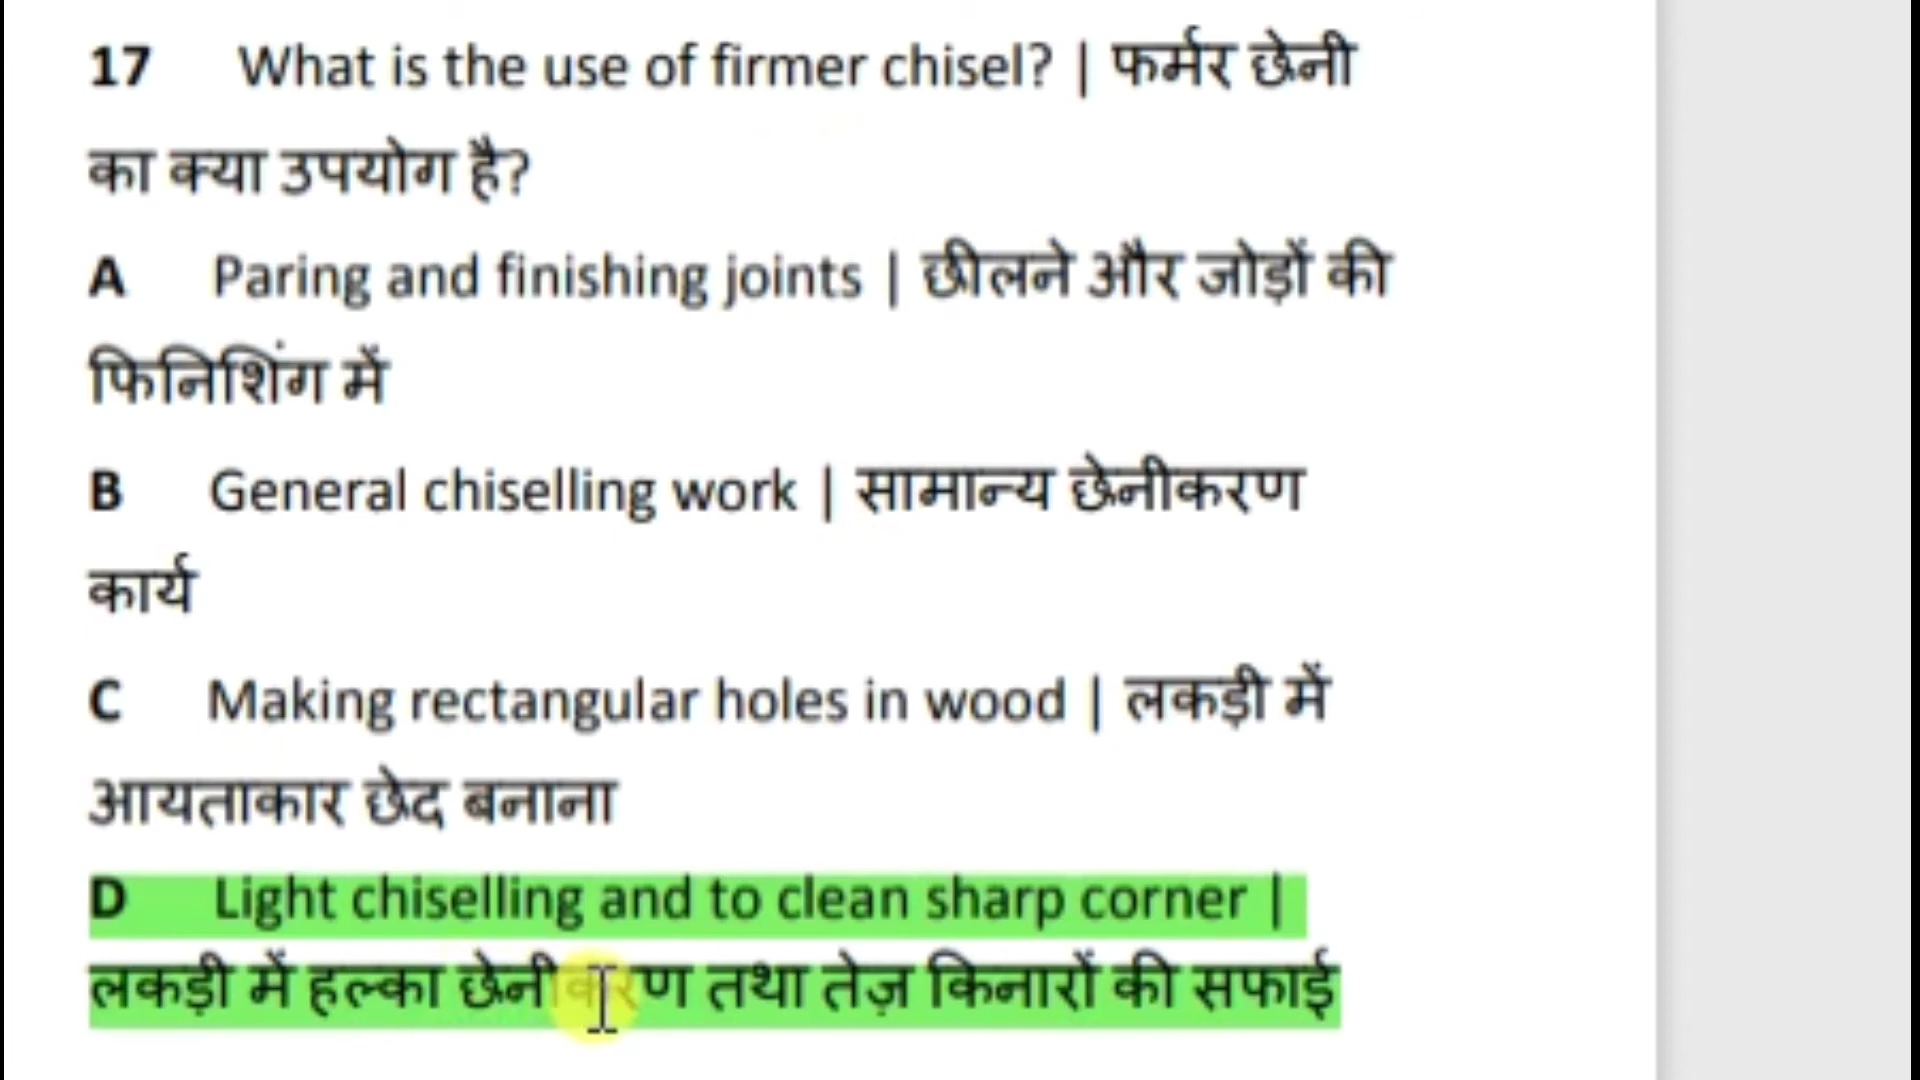 17 What is the use of firmer chisel? | फर्मर छेनी
का क्या उपयोग है?
A Paring and finishing joints | छीलने और जोड़ों की
फिनिशिंग में
B General chiselling work | सामान्य छेनीकरण
कार्य
C Making rectangular holes in wood | लकड़ी में
आयताकार छेद बनाना
D Light chiselling and to clean sharp corner |
लकड़ी में हल्का छेनीकरण तथा तेज़ किनारों की सफाई